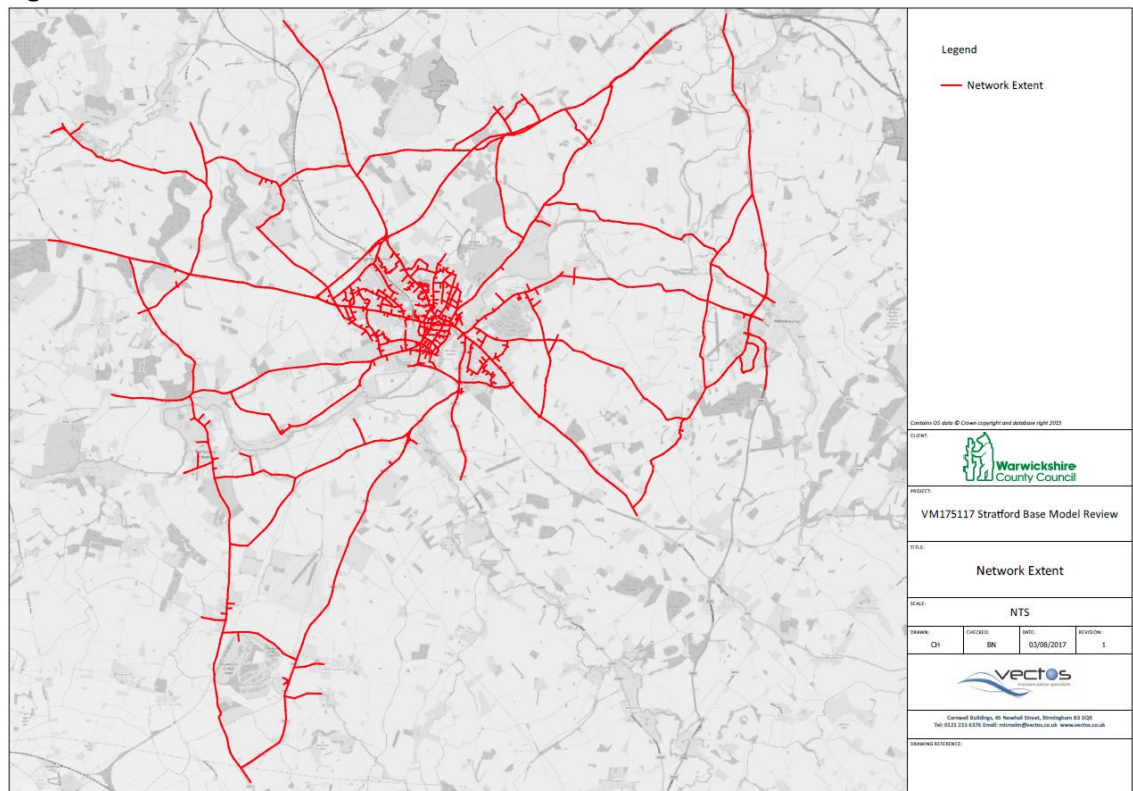 Legend
Network Extent
Contains OS data © Crown copyright and database right 2015
CLIENT:
Warwickshire
County Council
PROJECT:
VM175117 Stratford Base Model Review
TITLE:
Network Extent
SCALE:
NTS
DRAWN:
CHECKED:
DATE:
REVISION:
CH
BN
03/08/2017
1
vectos
microsimulation specialists
Cornwall Buildings, 45 Newhall Street, Birmingham B3 3QR
Tel: 0121 213 6376 Email: microsim@vectos.co.uk www.vectos.co.uk
DRAWING REFERENCE: